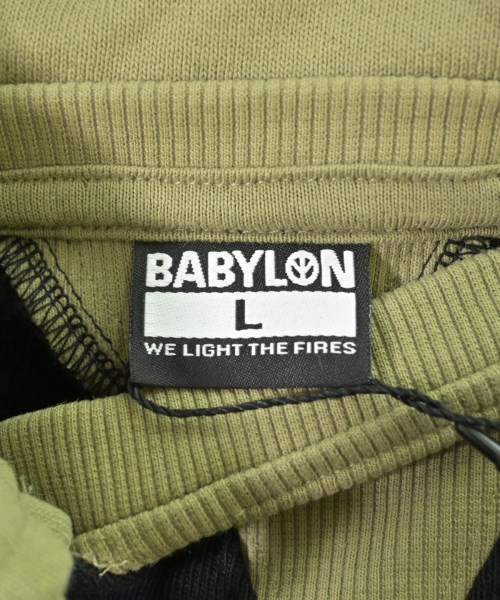 BABYLON
L
WE LIGHT THE FIRES